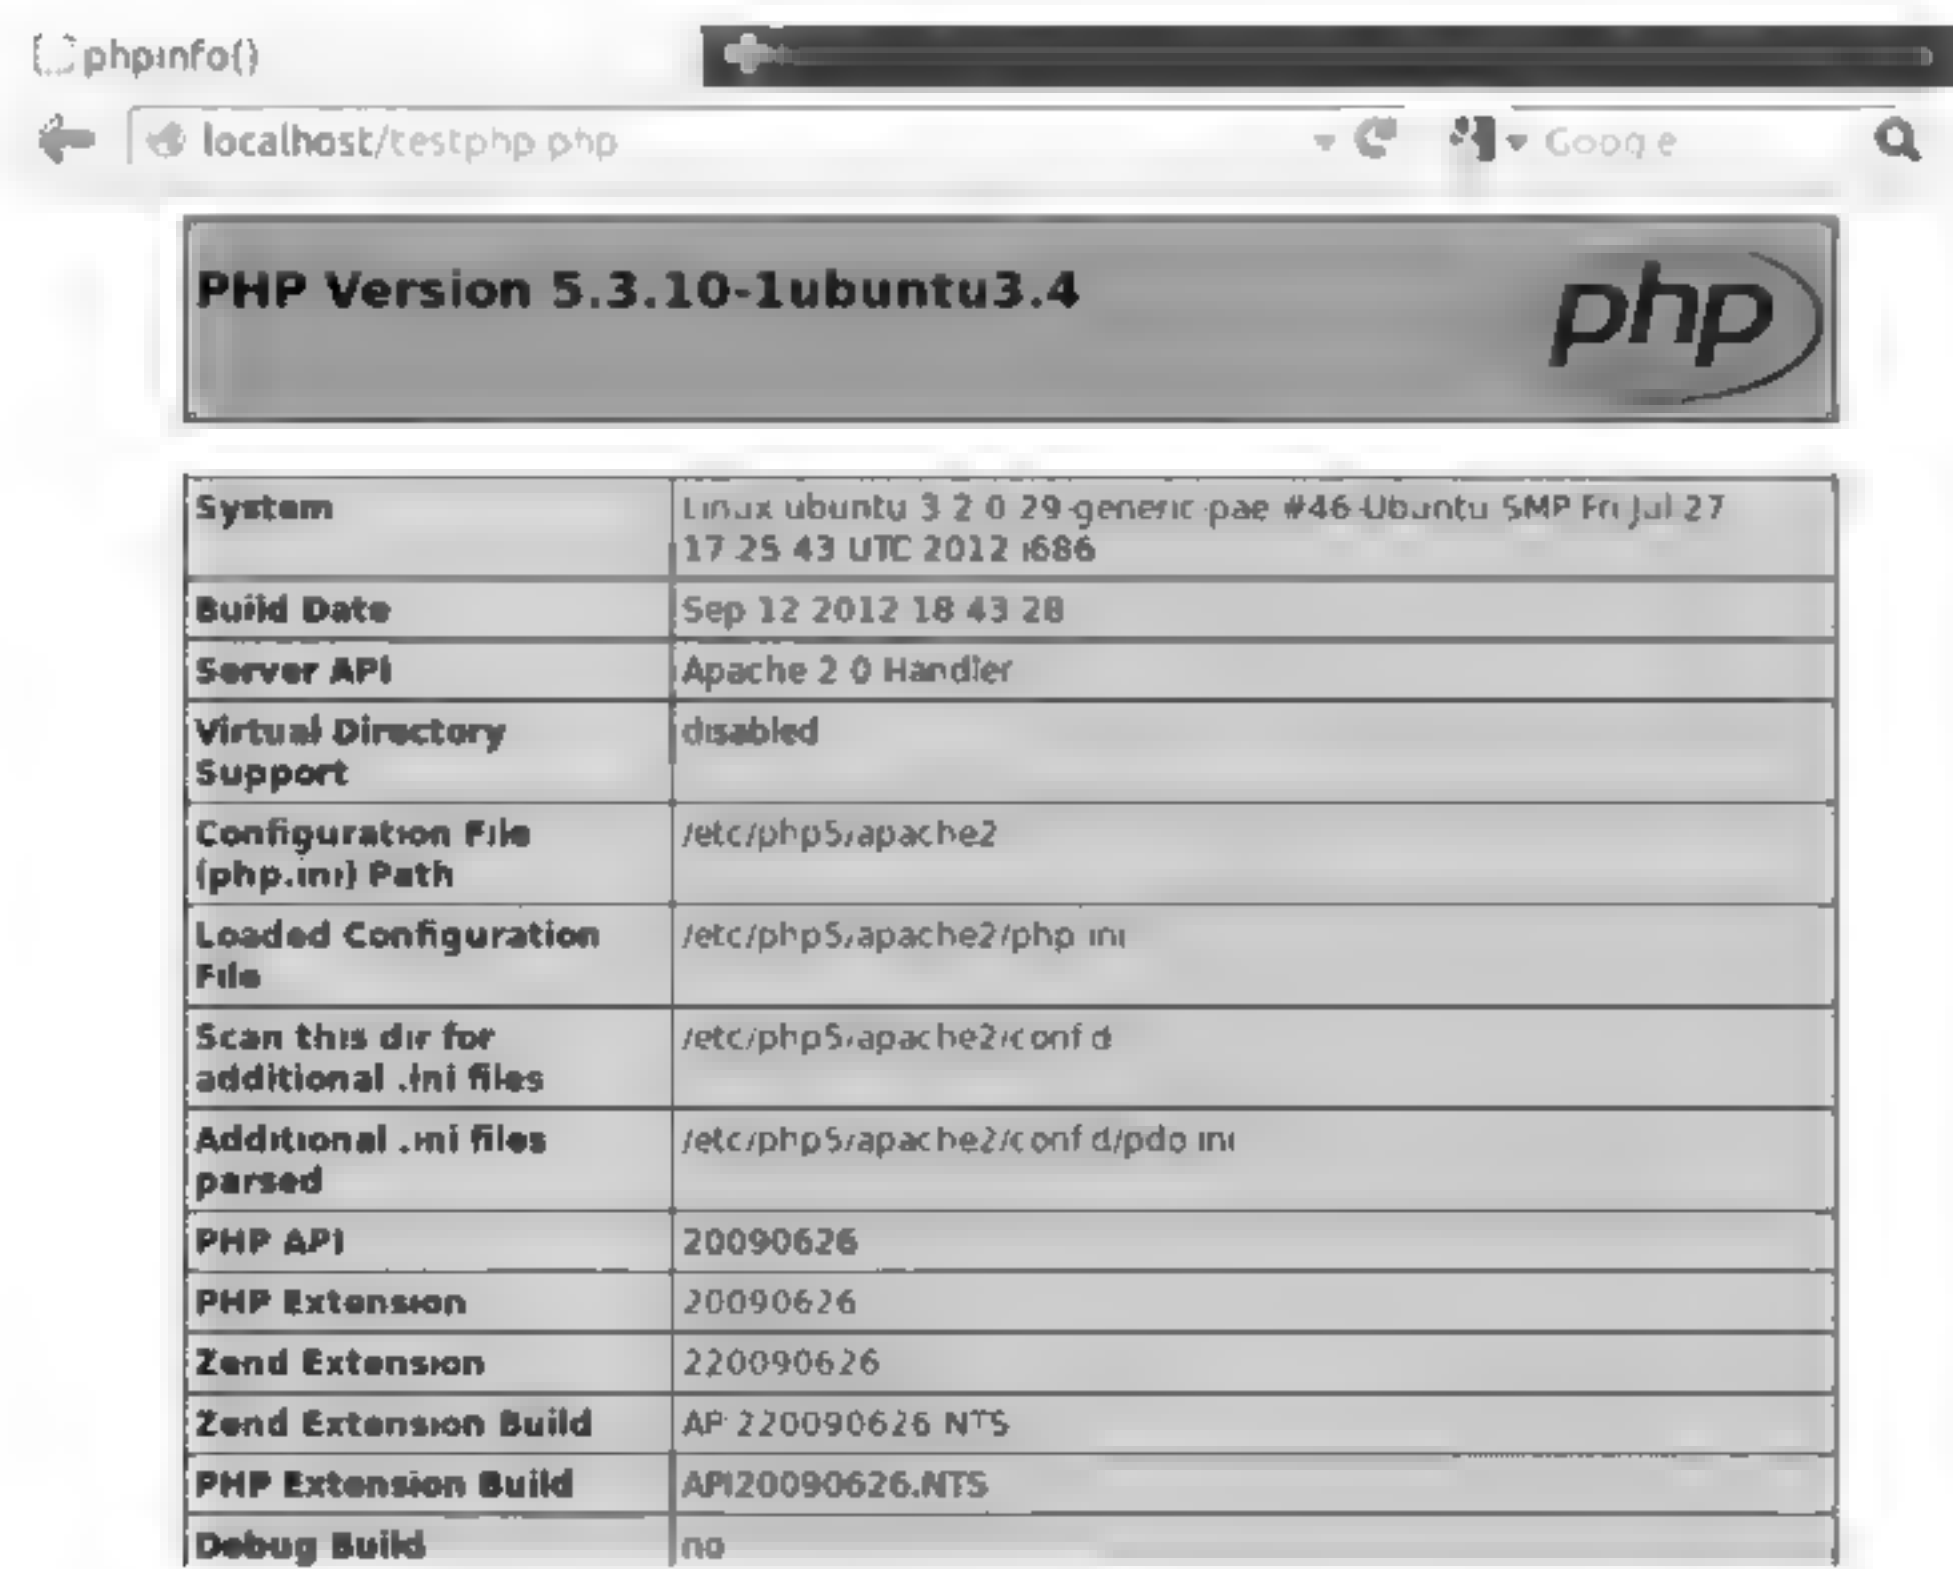 phpinfo()
localhost/testphp.php
Google
PHP Version 5.3.10-1ubuntu3.4
php
System
Linux ubuntu 3.2.0-29-generic-pae #46-Ubuntu SMP Fri Jul 27
17:25:43 UTC 2012 i686
Build Date
Sep 12 2012 18:43:28
Server API
Apache 2.0 Handler
Virtual Directory
Support
disabled
Configuration File
(php.ini) Path
/etc/php5/apache2
Loaded Configuration
File
/etc/php5/apache2/php.ini
Scan this dir for
additional .ini files
/etc/php5/apache2/conf.d
Additional .ini files
parsed
/etc/php5/apache2/conf.d/pdo.ini
PHP API
20090626
PHP Extension
20090626
Zend Extension
220090626
Zend Extension Build
API220090626,NTS
PHP Extension Build
API20090626,NTS
Debug Build
no